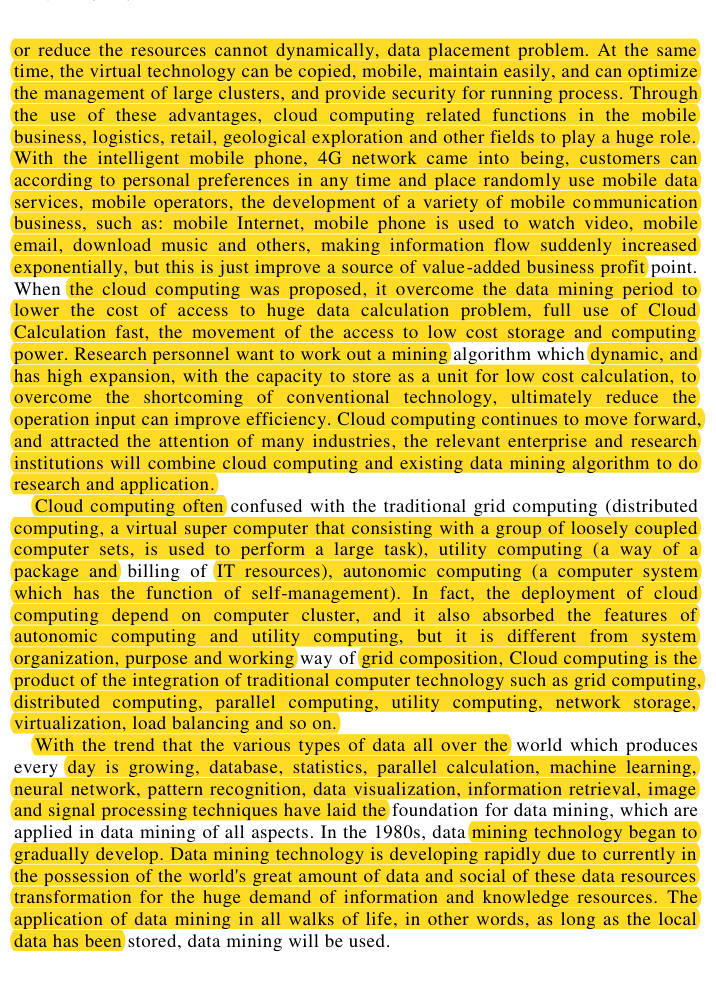 or reduce the resources cannot dynamically, data placement problem. At the same
time, the virtual technology can be copied, mobile, maintain easily, and can optimize
the management of large clusters, and provide security for running process. Through
the use of these advantages, cloud computing related functions in the mobile
business, logistics, retail, geological exploration and other fields to play a huge role.
With the intelligent mobile phone, 4G network came into being, customers can
according to personal preferences in any time and place randomly use mobile data
services, mobile operators, the development of a variety of mobile communication
business, such as: mobile Internet, mobile phone is used to watch video, mobile
email, download music and others, making information flow suddenly increased
exponentially, but this is just improve a source of value-added business profit point.
When the cloud computing was proposed, it overcome the data mining period to
lower the cost of access to huge data calculation problem, full use of Cloud
Calculation fast, the movement of the access to low cost storage and computing
power. Research personnel want to work out a mining algorithm which dynamic, and
has high expansion, with the capacity to store as a unit for low cost calculation, to
overcome the shortcoming of conventional technology, ultimately reduce the
operation input can improve efficiency. Cloud computing continues to move forward,
and attracted the attention of many industries, the relevant enterprise and research
institutions will combine cloud computing and existing data mining algorithm to do
research and application.
Cloud computing often confused with the traditional grid computing (distributed
computing, a virtual super computer that consisting with a group of loosely coupled
computer sets, is used to perform a large task), utility computing (a way of a
package and billing of IT resources), autonomic computing (a computer system
which has the function of self-management). In fact, the deployment of cloud
computing depend on computer cluster, and it also absorbed the features of
autonomic computing and utility computing, but it is different from system
organization, purpose and working way of grid composition, Cloud computing is the
product of the integration of traditional computer technology such as grid computing,
distributed computing, parallel computing, utility computing, network storage,
virtualization, load balancing and so on.
With the trend that the various types of data all over the world which produces
every day is growing, database, statistics, parallel calculation, machine learning,
neural network, pattern recognition, data visualization, information retrieval, image
and signal processing techniques have laid the foundation for data mining, which are
applied in data mining of all aspects. In the 1980s, data mining technology began to
gradually develop. Data mining technology is developing rapidly due to currently in
the possession of the world's great amount of data and social of these data resources
transformation for the huge demand of information and knowledge resources. The
application of data mining in all walks of life, in other words, as long as the local
data has been stored, data mining will be used.